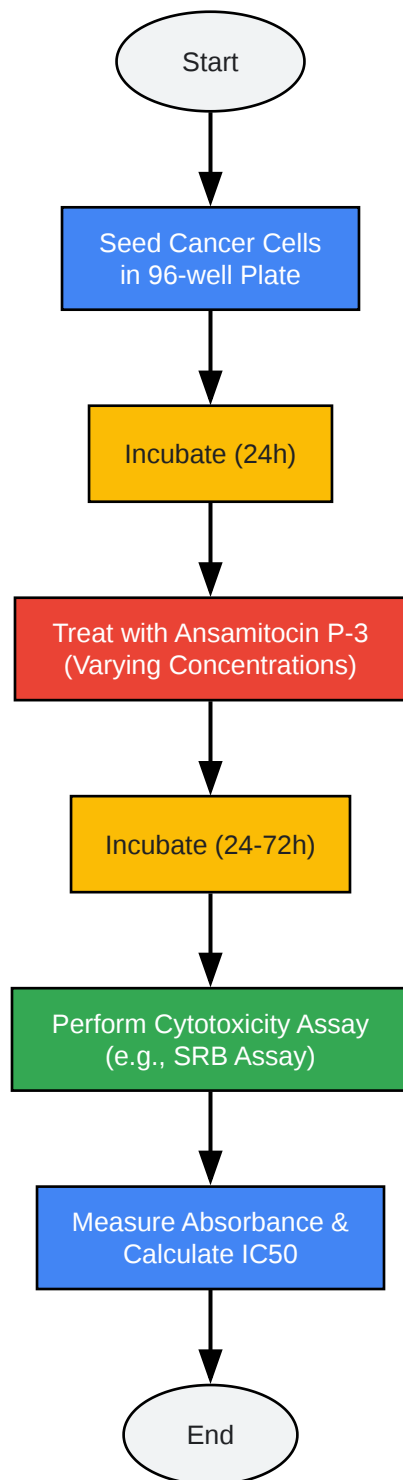 Start
Seed Cancer Cells
in 96-well Plate
Incubate (24h)
Treat with Ansamitocin P-3
(Varying Concentrations)
Incubate (24-72h)
Perform Cytotoxicity Assay
(e.g., SRB Assay)
Measure Absorbance &
Calculate IC50
End